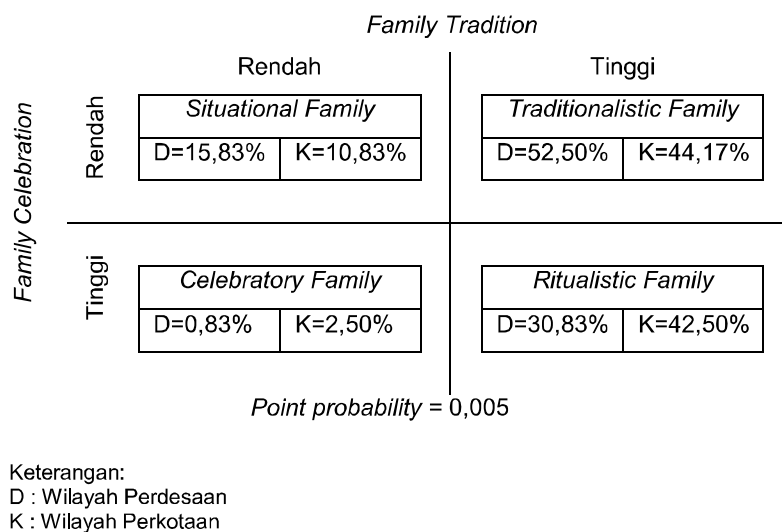 Family Tradition
Rendah Tinggi
Family Celebration
Rendah
Situational Family
D=15,83% K=10,83%
Traditionalistic Family
D=52,50% K=44,17%
Tinggi
Celebratory Family
D=0,83% K=2,50%
Ritualistic Family
D=30,83% K=42,50%
Point probability = 0,005
Keterangan:
D : Wilayah Perdesaan
K : Wilayah Perkotaan